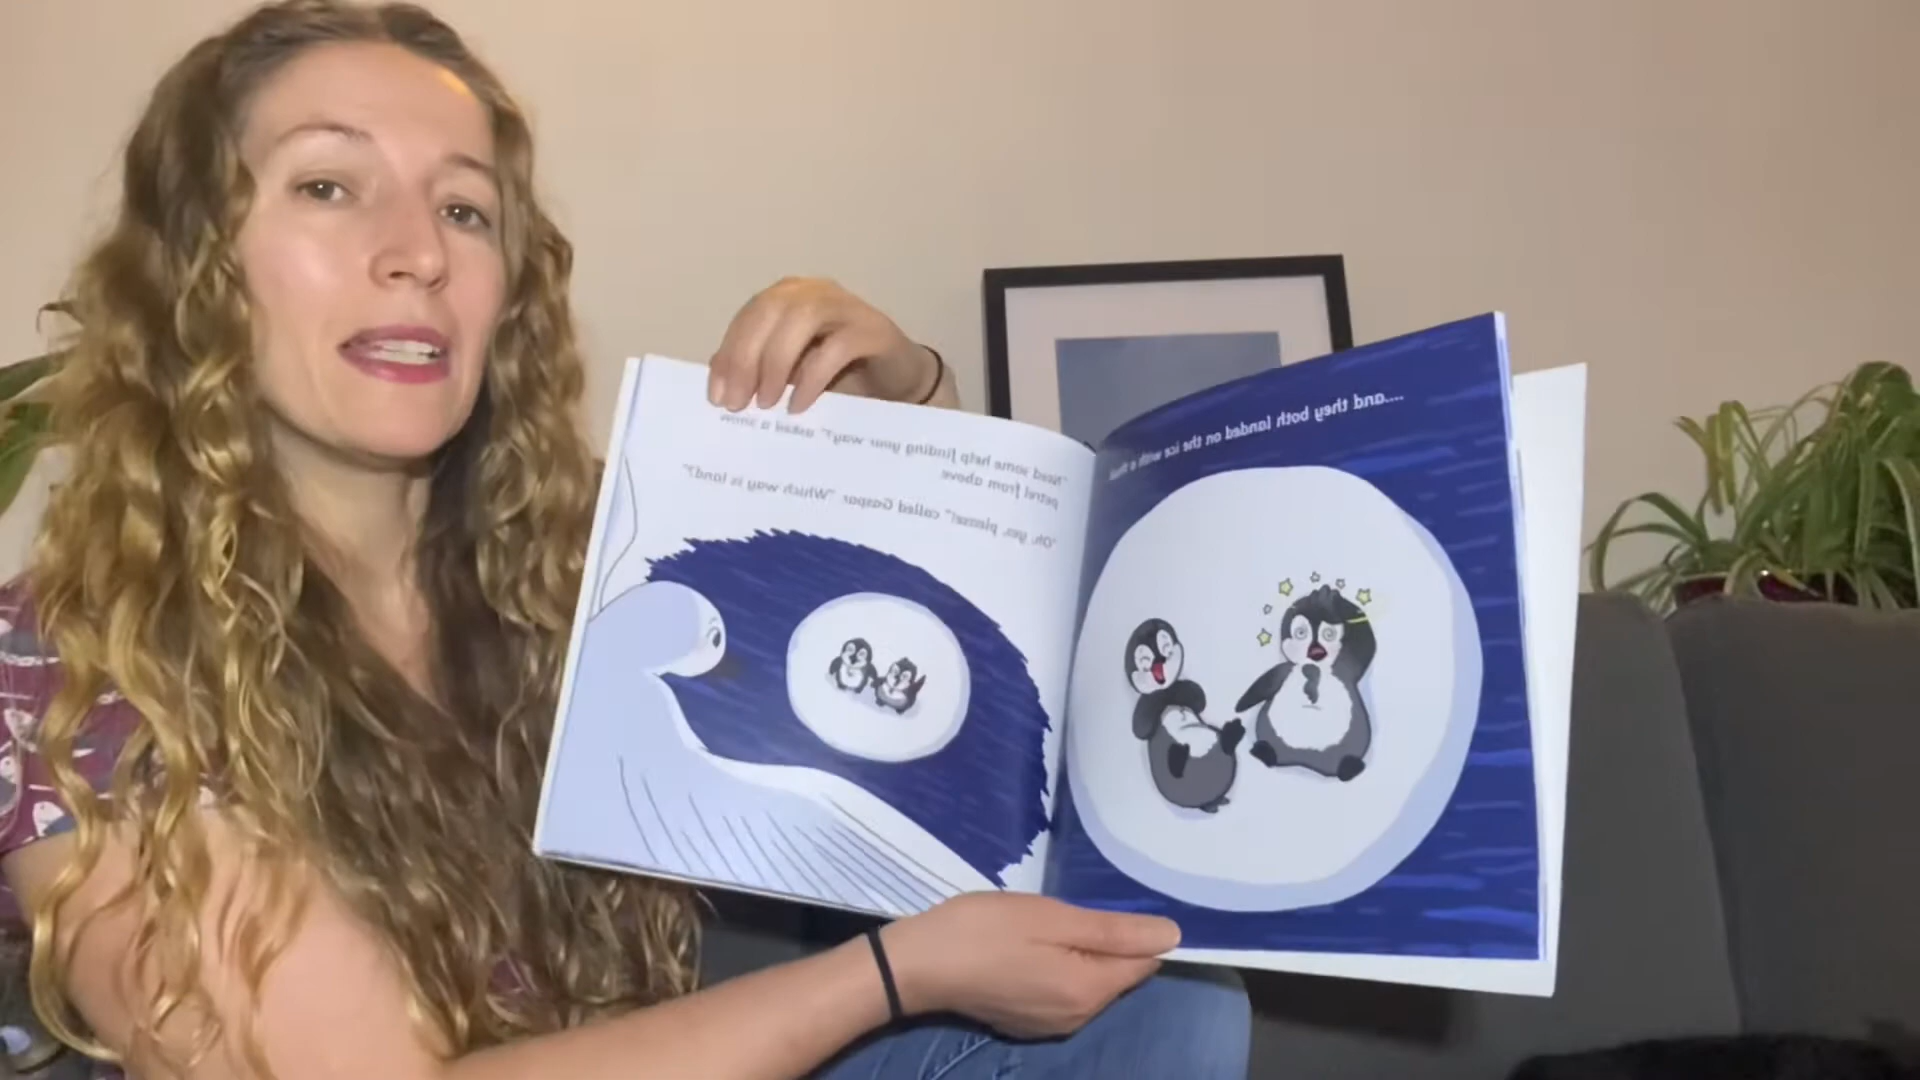 ....and they both landed on the ice with a thud.
"Need some help finding your way?" asked a snow
petrel from above.
"Oh, yes, please!" called Gaspar. "Which way is land?"